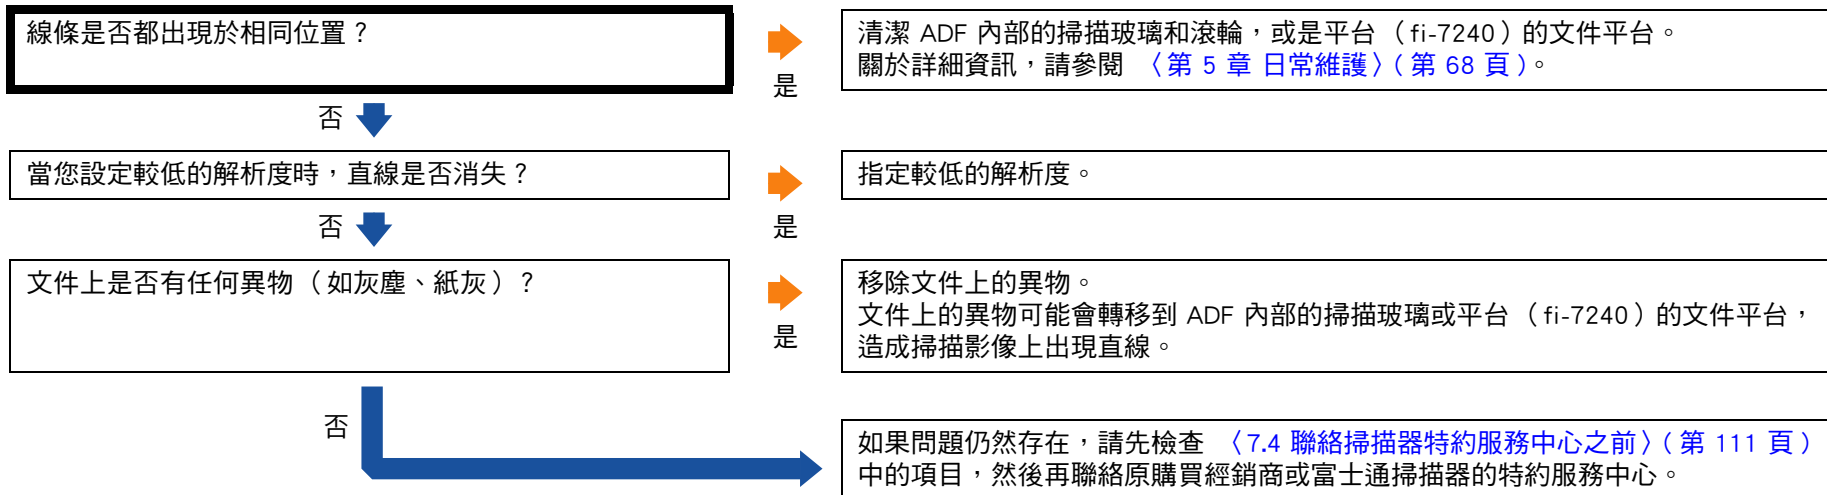 線條是否都出現於相同位置？
是
清潔 ADF 內部的掃描玻璃和滾輪，或是平台（fi-7240）的文件平台。
關於詳細資訊，請參閱 〈第 5 章 日常維護〉（第 68 頁）。
否
當您設定較低的解析度時，直線是否消失？
是
指定較低的解析度。
否
文件上是否有任何異物（如灰塵、紙灰）？
是
移除文件上的異物。
文件上的異物可能會轉移到 ADF 內部的掃描玻璃或平台（fi-7240）的文件平台，
造成掃描影像上出現直線。
否
如果問題仍然存在，請先檢查 〈7.4 聯絡掃描器特約服務中心之前〉（第 111 頁）
中的項目，然後再聯絡原購買經銷商或富士通掃描器的特約服務中心。